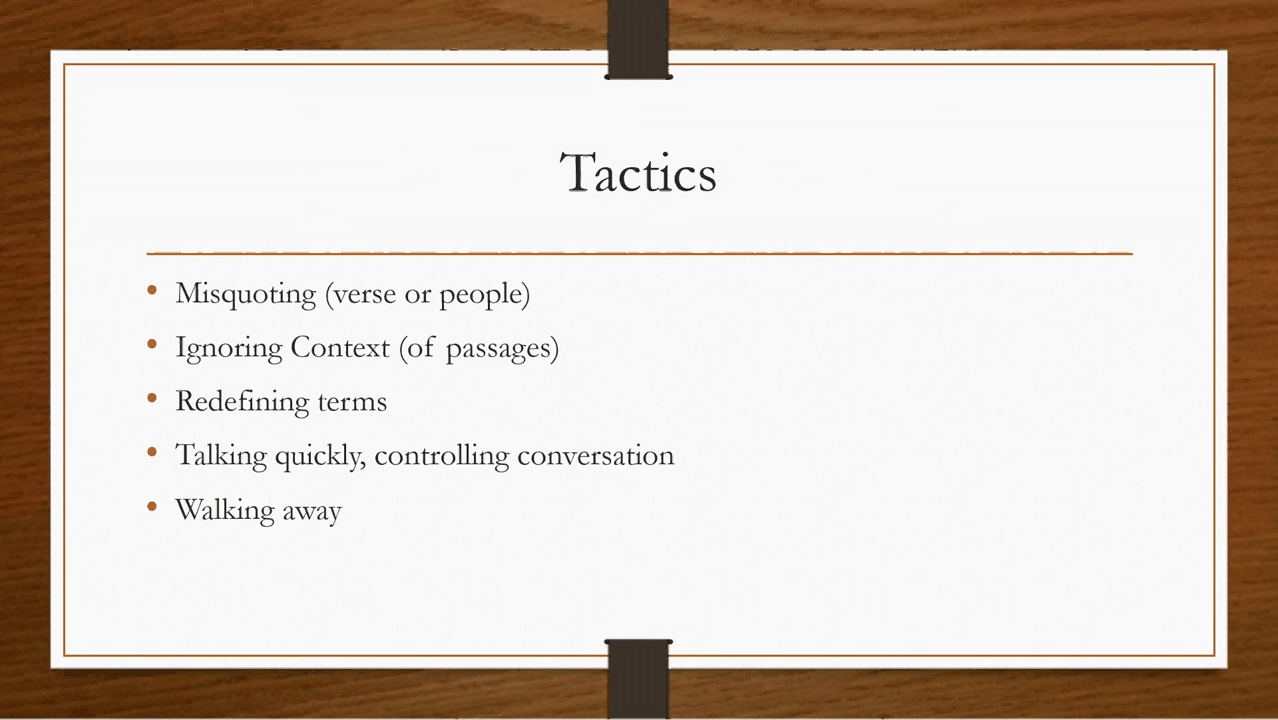 Tactics
• Misquoting (verse or people)
• Ignoring Context (of passages)
• Redefining terms
• Talking quickly, controlling conversation
• Walking away